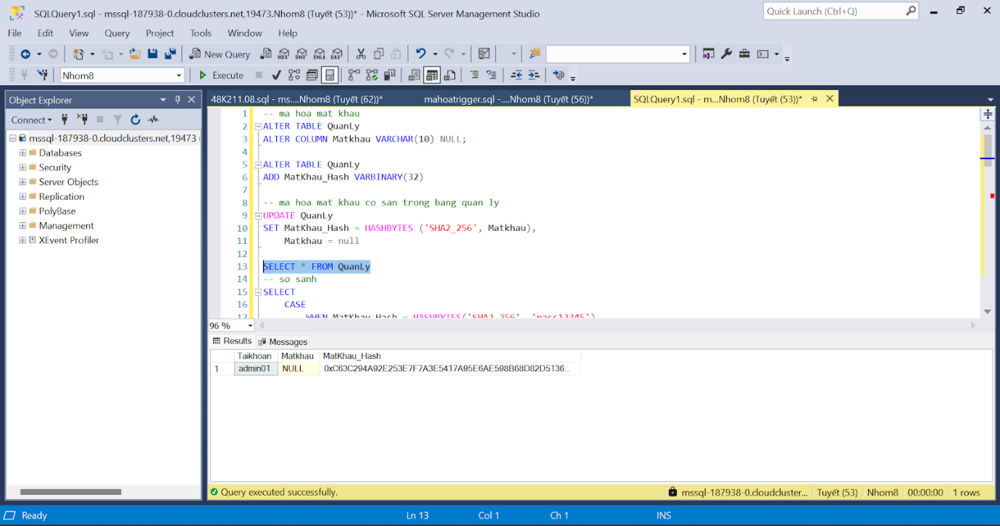 SQLQuery1.sql - mssql-187938-0.cloudclusters.net,19473.Nhom8 (Tuyết (53))* - Microsoft SQL Server Management Studio
Quick Launch (Ctrl+Q)
File Edit View Query Project Tools Window Help
New Query
MDX DMX XMLA DAX
Nhom8
Execute
Object Explorer
48K211.08.sql - ms....Nhom8 (Tuyết (62))*
mahoatrigger.sql -....Nhom8 (Tuyết (56))*
SQLQuery1.sql - m...Nhom8 (Tuyết (53))*
Connect
mssql-187938-0.cloudclusters.net,19473 (
Databases
Security
Server Objects
Replication
PolyBase
Management
XEvent Profiler
1 -- ma hoa mat khau
2 ALTER TABLE QuanLy
3 ALTER COLUMN Matkhau VARCHAR(10) NULL;
4
5 ALTER TABLE QuanLy
6 ADD MatKhau_Hash VARBINARY(32)
7
8 -- ma hoa mat khau co san trong bang quan ly
9 UPDATE QuanLy
10 SET MatKhau_Hash = HASHBYTES ('SHA2_256', Matkhau),
11 Matkhau = null
12
13 SELECT * FROM QuanLy
14 -- so sanh
15 SELECT
16 CASE
17 WHEN MatKhau_Hash = HASHBYTES('SHA2_256', 'pass12345')
96 %
Results Messages
Taikhoan Matkhau MatKhau_Hash
1 admin01 NULL 0xC63C294A92E253E7F7A3E5417A95E6AE598B68D82D5136...
Query executed successfully.
mssql-187938-0.cloudcluster... Tuyết (53) Nhom8 00:00:00 1 rows
Ready Ln 13 Col 1 Ch 1 INS